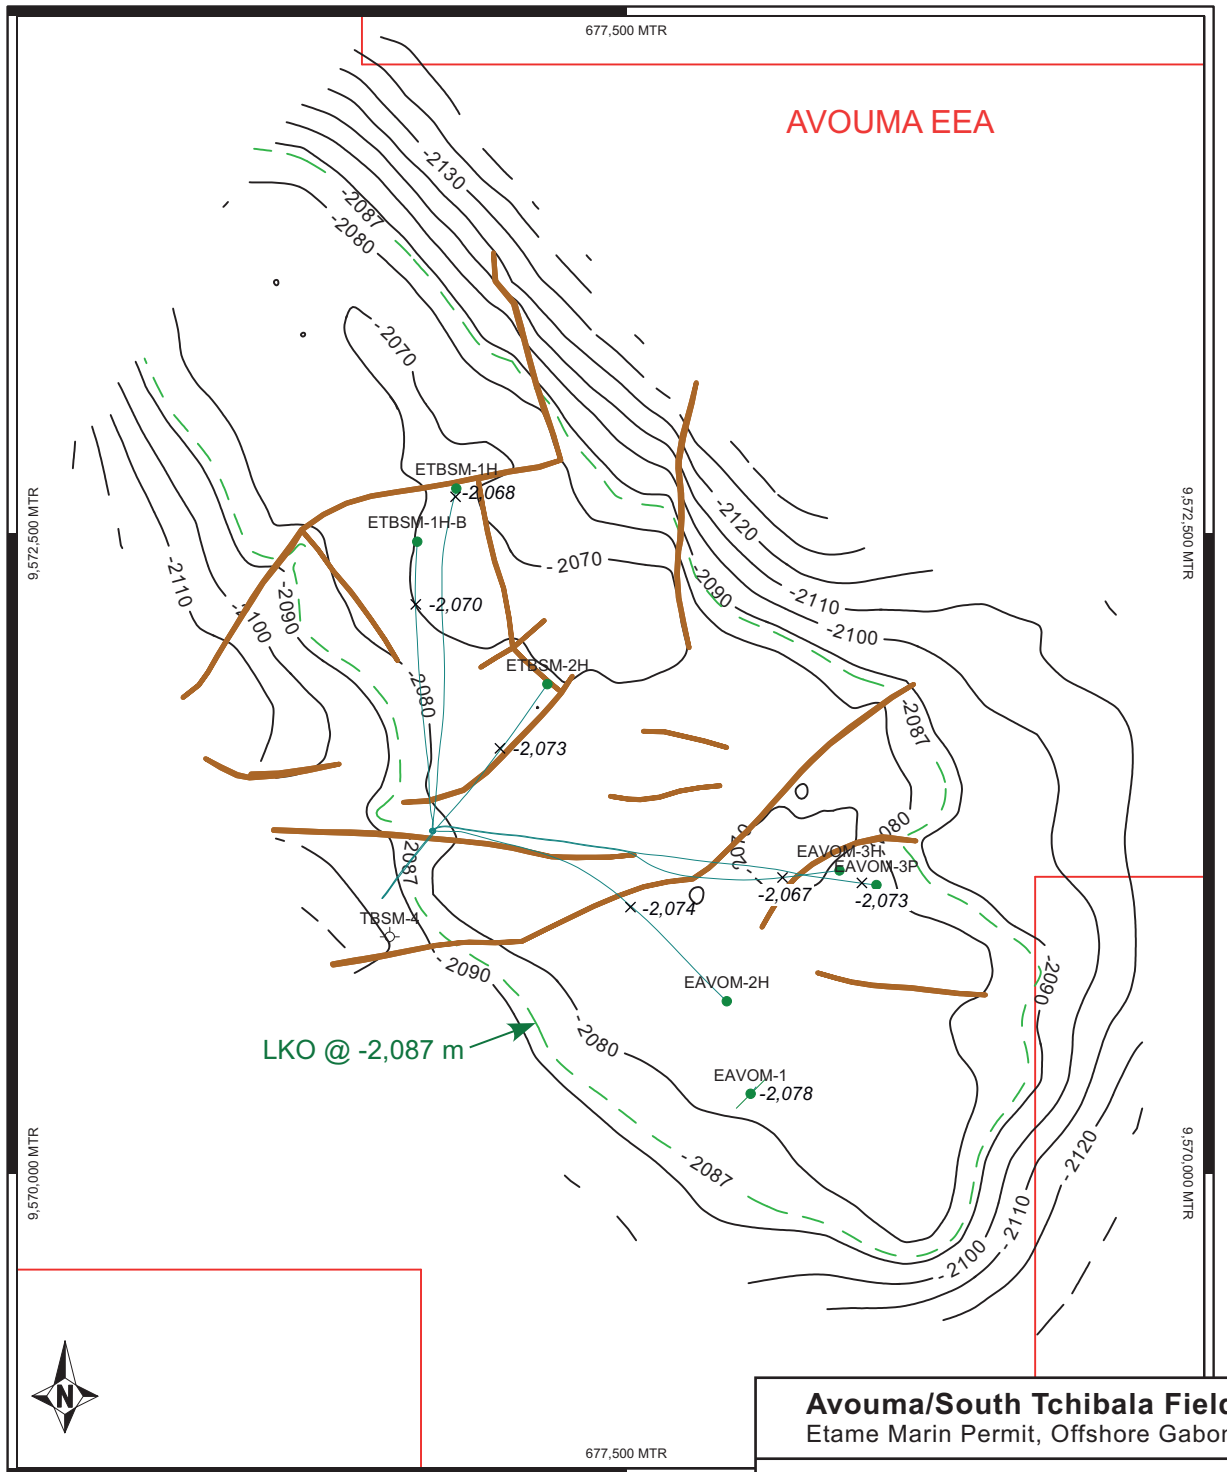 677,500 MTR
AVOUMA EEA
-2130
-2087
-2080
-2070
ETBSM-1H
-2,068
ETBSM-1H-B
9,572,500 MTR
9,572,500 MTR
-2120
-2070
-2110
-2100
-2090
-2090
-2110
-2100
-2,070
ETBSM-2H
-2080
-2087
-2,073
2087
2070
080
EAVOM-3H
EAVOM-3P
-2,067
-2,073
-2,074
TBSM-4
-2090
-2090
EAVOM-2H
-2080
LKO @ -2,087 m
EAVOM-1
-2,078
9,570,000 MTR
9,570,000 MTR
-2120
-2087
-2110
-2100
N
Avouma/South Tchibala Field
Etame Marin Permit, Offshore Gabon
677,500 MTR